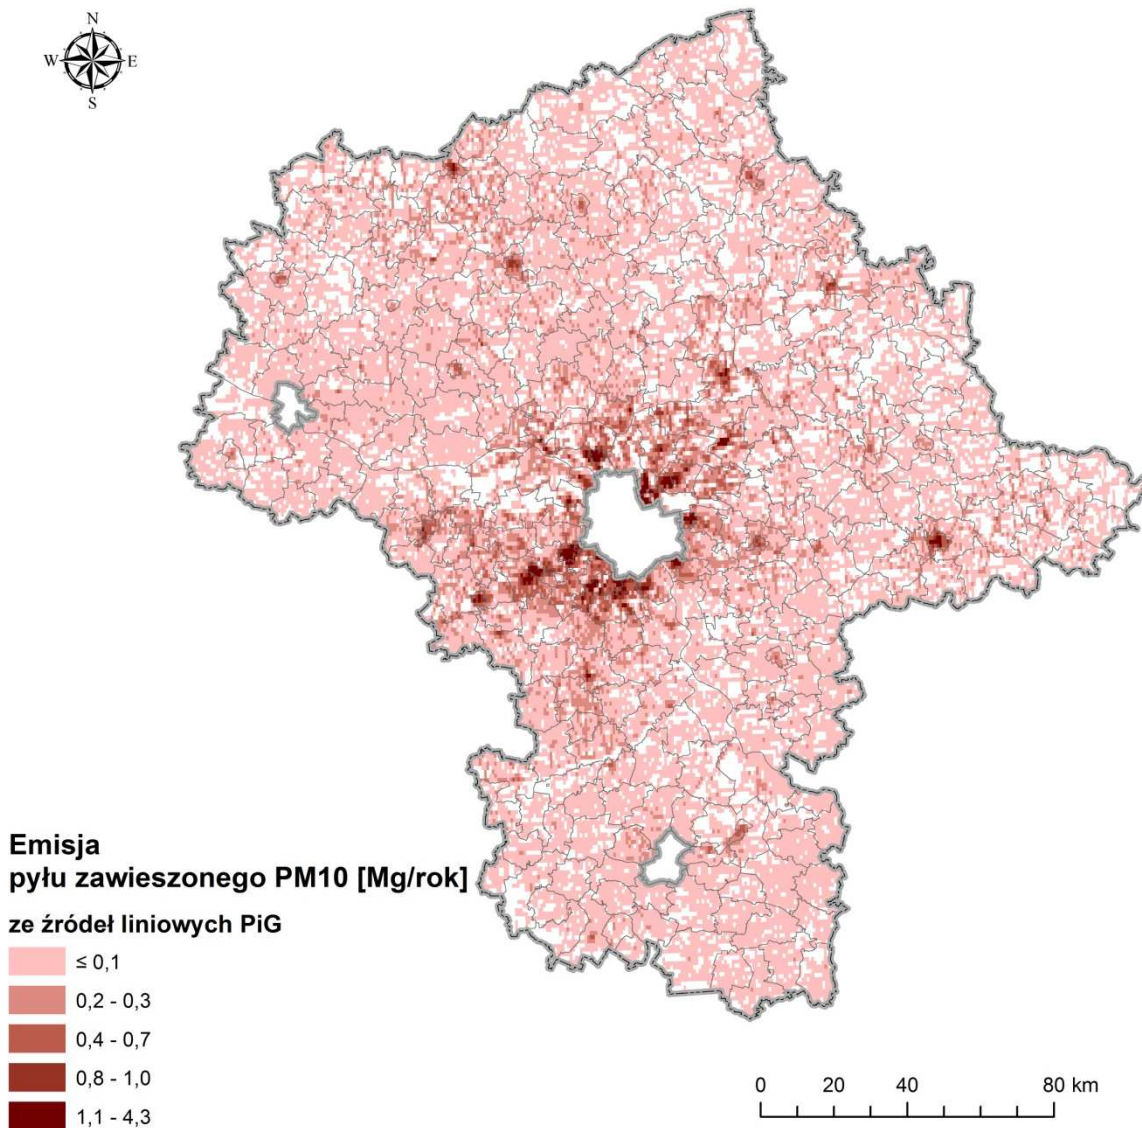 N
W E
S
Emisja
pyłu zawieszonego PM10 [Mg/rok]
ze źródeł liniowych PiG
≤ 0,1
0,2 - 0,3
0,4 - 0,7
0,8 - 1,0
1,1 - 4,3
0 20 40 80 km